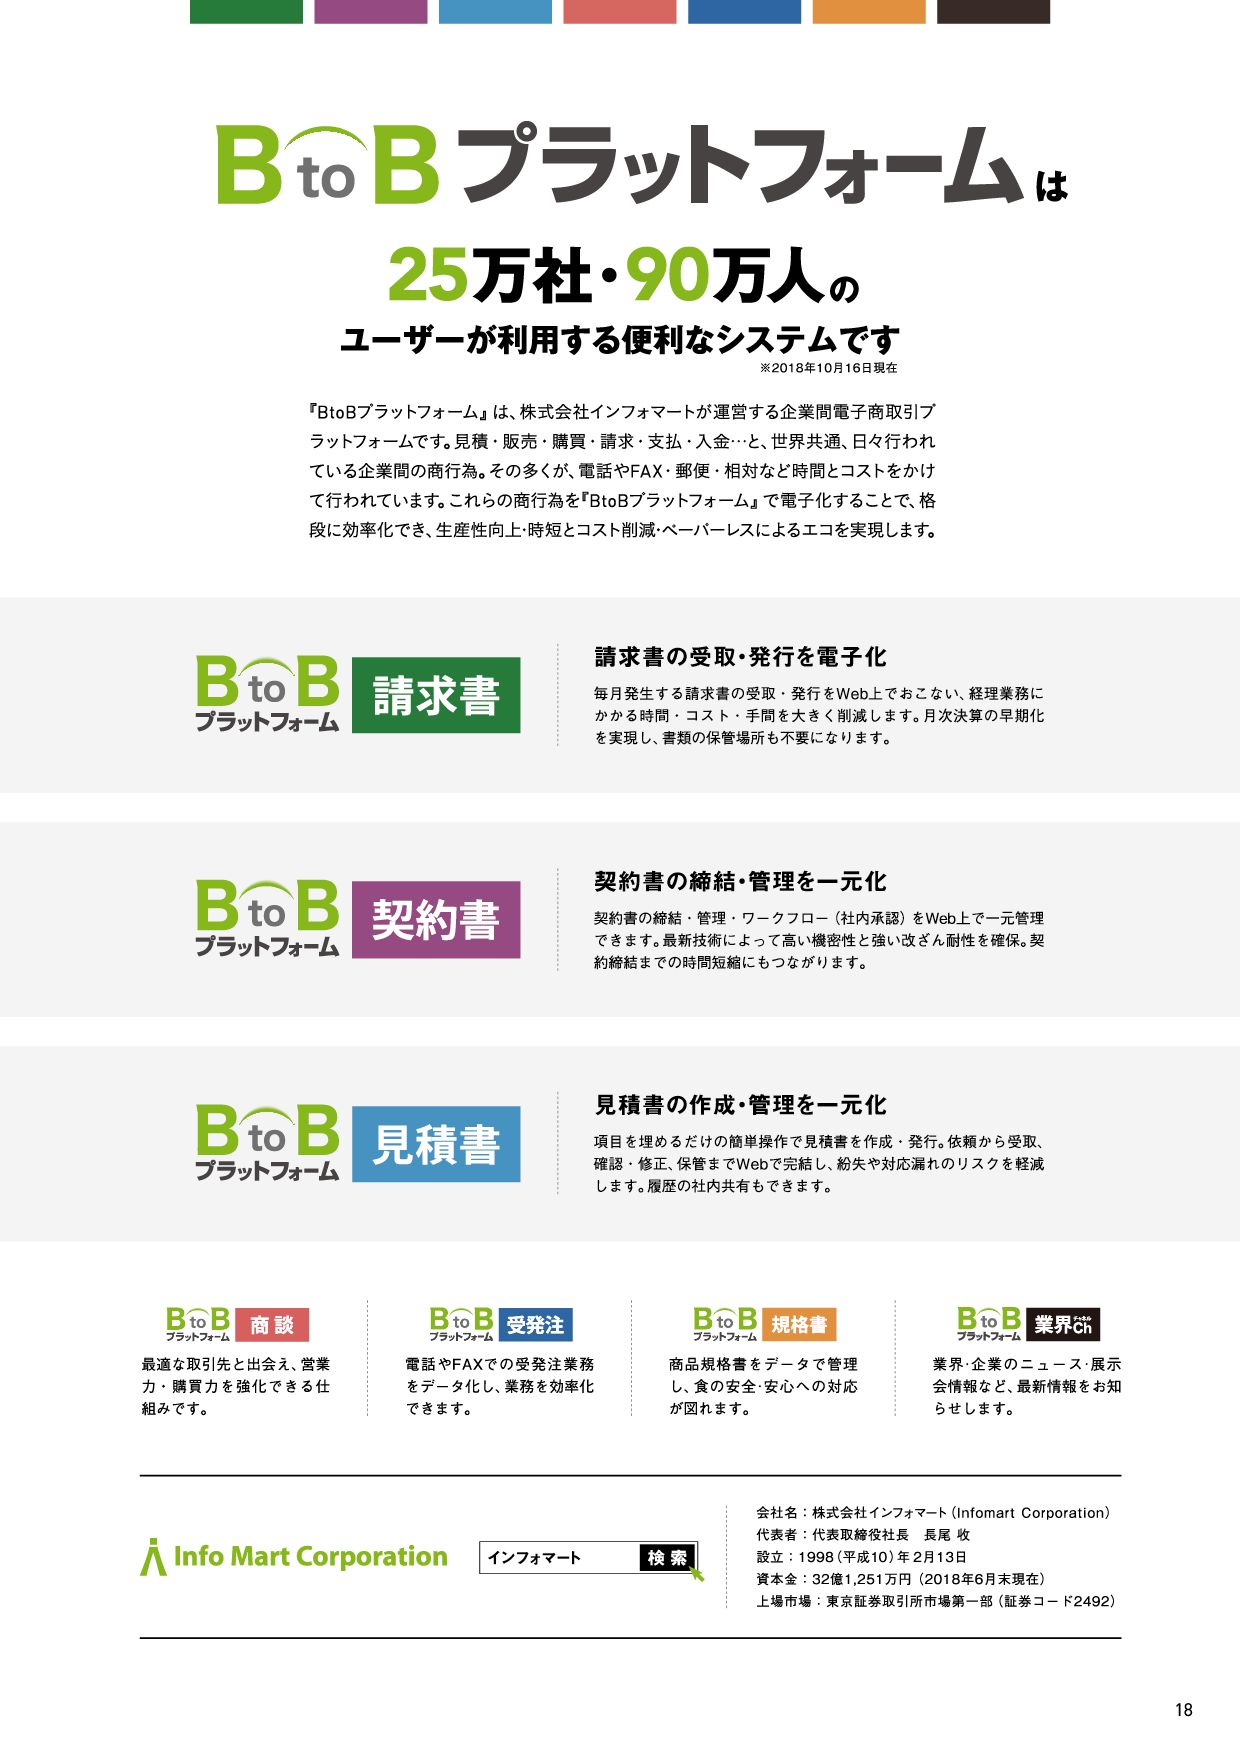 BtoBプラットフォームは
25万社・90万人の
ユーザーが利用する便利なシステムです
※2018年10月16日現在
『BtoBプラットフォーム』は、株式会社インフォマートが運営する企業間電子商取引プ
ラットフォームです。見積・販売・購買・請求・支払・入金…と、世界共通、日々行われ
ている企業間の商行為。その多くが、電話やFAX・郵便・相対など時間とコストをかけ
て行われています。これらの商行為を『BtoBプラットフォーム』で電子化することで、格
段に効率化でき、生産性向上・時短とコスト削減・ペーパーレスによるエコを実現します。
BtoB
プラットフォーム
請求書
請求書の受取・発行を電子化
毎月発生する請求書の受取・発行をWeb上でおこない、経理業務に
かかる時間・コスト・手間を大きく削減します。月次決算の早期化
を実現し、書類の保管場所も不要になります。
BtoB
プラットフォーム
契約書
契約書の締結・管理を一元化
契約書の締結・管理・ワークフロー（社内承認）をWeb上で一元管理
できます。最新技術によって高い機密性と強い改ざん耐性を確保。契
約締結までの時間短縮にもつながります。
BtoB
プラットフォーム
見積書
見積書の作成・管理を一元化
項目を埋めるだけの簡単操作で見積書を作成・発行。依頼から受取、
確認・修正、保管までWebで完結し、紛失や対応漏れのリスクを軽減
します。履歴の社内共有もできます。
BtoB
プラットフォーム
商談
最適な取引先と出会え、営業
力・購買力を強化できる仕
組みです。
BtoB
プラットフォーム
受発注
電話やFAXでの受発注業務
をデータ化し、業務を効率化
できます。
BtoB
プラットフォーム
規格書
商品規格書をデータで管理
し、食の安全・安心への対応
が図れます。
BtoB
プラットフォーム
業界Ch
チャネル
業界・企業のニュース・展示
会情報など、最新情報をお知
らせします。
Info Mart Corporation
インフォマート 検索
会社名：株式会社インフォマート（Infomart Corporation）
代表者：代表取締役社長　長尾 收
設立：1998（平成10）年2月13日
資本金：32億1,251万円（2018年6月末現在）
上場市場：東京証券取引所市場第一部（証券コード2492）
18